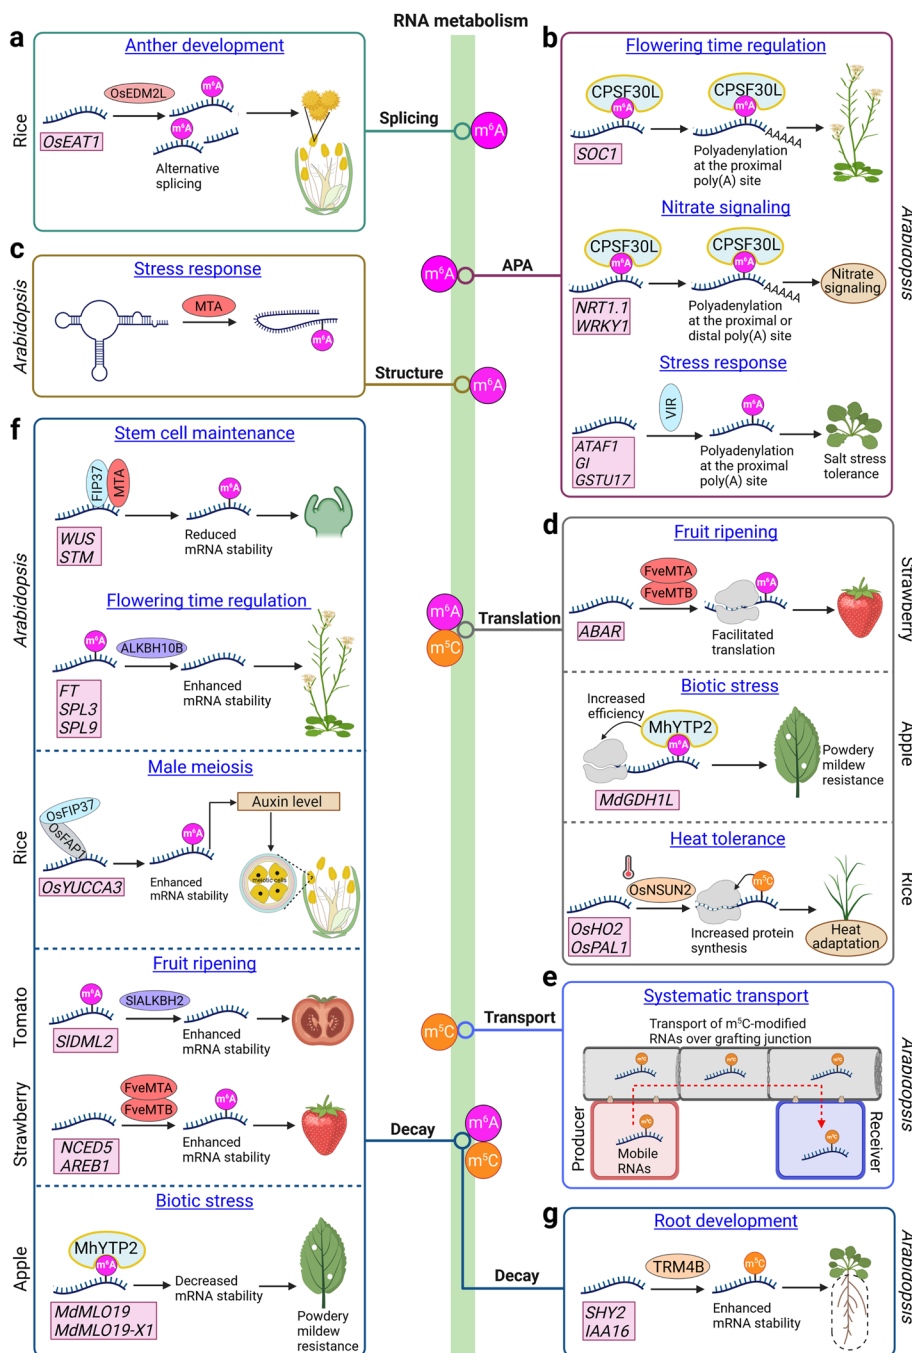 RNA metabolism
a
Anther development
Rice
OsEDM2L
m⁶A
m⁶A
OsEAT1
Alternative
splicing
Splicing
m⁶A
b
Flowering time regulation
Arabidopsis
CPSF30L
m⁶A
CPSF30L
m⁶A
AAAAA
SOC1
Polyadenylation
at the proximal
poly(A) site
Nitrate signaling
CPSF30L
m⁶A
CPSF30L
m⁶A
AAAAA
Nitrate
signaling
NRT1.1
WRKY1
Polyadenylation
at the proximal or
distal poly(A) site
Stress response
VIR
m⁶A
ATAF1
GI
GSTU17
Polyadenylation
at the proximal
poly(A) site
Salt stress
tolerance
m⁶A
APA
c
Stress response
Arabidopsis
MTA
m⁶A
Structure
m⁶A
d
Fruit ripening
Strawberry
FveMTA
FveMTB
m⁶A
ABAR
Facilitated
translation
Biotic stress
Apple
Increased
efficiency
MhYTP2
m⁶A
MdGDH1L
Powdery
mildew
resistance
Heat tolerance
Rice
OsNSUN2
m⁵C
OsHO2
OsPAL1
Increased protein
synthesis
Heat
adaptation
m⁶A
m⁵C
Translation
e
Systematic transport
Arabidopsis
Transport of m⁵C-modified
RNAs over grafting junction
m⁵C
m⁵C
m⁵C
Producer
m⁵C
Mobile
RNAs
m⁵C
Receiver
m⁵C
Transport
f
Stem cell maintenance
Arabidopsis
FIP37
MTA
m⁶A
WUS
STM
Reduced
mRNA stability
Flowering time regulation
m⁶A
ALKBH10B
FT
SPL3
SPL9
Enhanced
mRNA stability
Male meiosis
Rice
OsFIP37
OsFAP1
m⁶A
Auxin level
meiotic cells
OsYUCCA3
Enhanced
mRNA stability
Fruit ripening
Tomato
m⁶A
SlALKBH2
SlDML2
Enhanced
mRNA stability
Strawberry
FveMTA
FveMTB
m⁶A
NCED5
AREB1
Enhanced
mRNA stability
Biotic stress
Apple
MhYTP2
m⁶A
MdMLO19
MdMLO19-X1
Decreased
mRNA stability
Powdery
mildew
resistance
Decay
m⁶A
m⁵C
Decay
g
Root development
Arabidopsis
TRM4B
m⁵C
SHY2
IAA16
Enhanced
mRNA stability